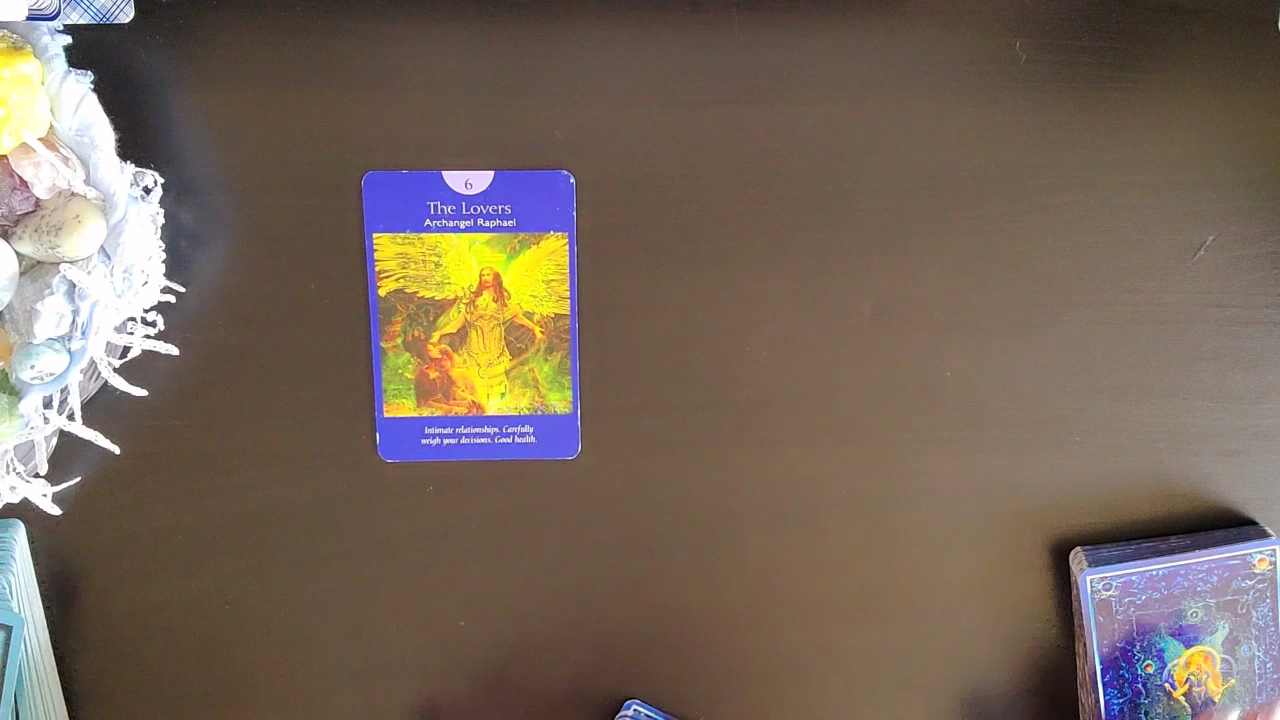 6
The Lovers
Archangel Raphael
Intimate relationships. Carefully
weigh your decisions. Good health.